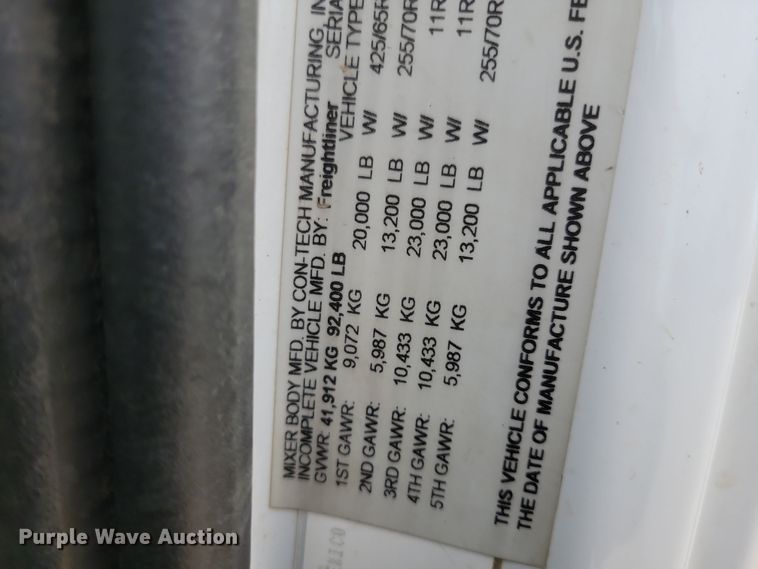 MIXER BODY MFD. BY CON-TECH MANUFACTURING, IN
INCOMPLETE VEHICLE MFD. BY: Freightliner SERIA
GVWR: 41,912 KG 92,400 LB VEHICLE TYPE
1ST GAWR: 9,072 KG 20,000 LB W/ 425/65R
2ND GAWR: 5,987 KG 13,200 LB W/ 255/70R
3RD GAWR: 10,433 KG 23,000 LB W/ 11R
4TH GAWR: 10,433 KG 23,000 LB W/ 11R
5TH GAWR: 5,987 KG 13,200 LB W/ 255/70R
THIS VEHICLE CONFORMS TO ALL APPLICABLE U.S. FE
THE DATE OF MANUFACTURE SHOWN ABOVE
Purple Wave Auction